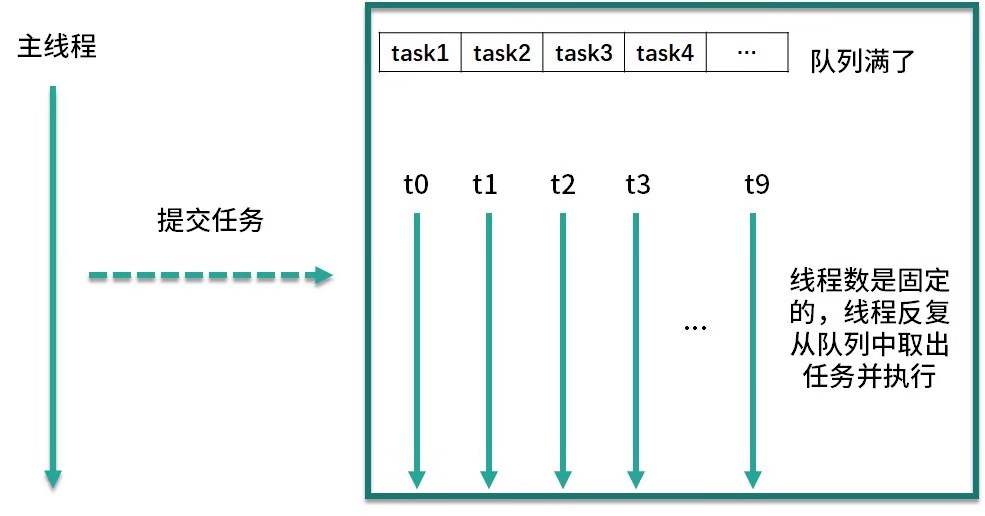 主线程
task1 task2 task3 task4 ...
队列满了
t0 t1 t2 t3 t9
提交任务
线程数是固定
的，线程反复
从队列中取出
任务并执行
...